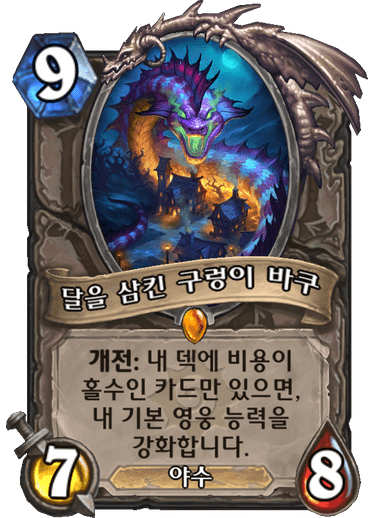 9
달을 삼킨 구렁이 바쿠
개전: 내 덱에 비용이
홀수인 카드만 있으면,
내 기본 영웅 능력을
강화합니다.
야수
7
8